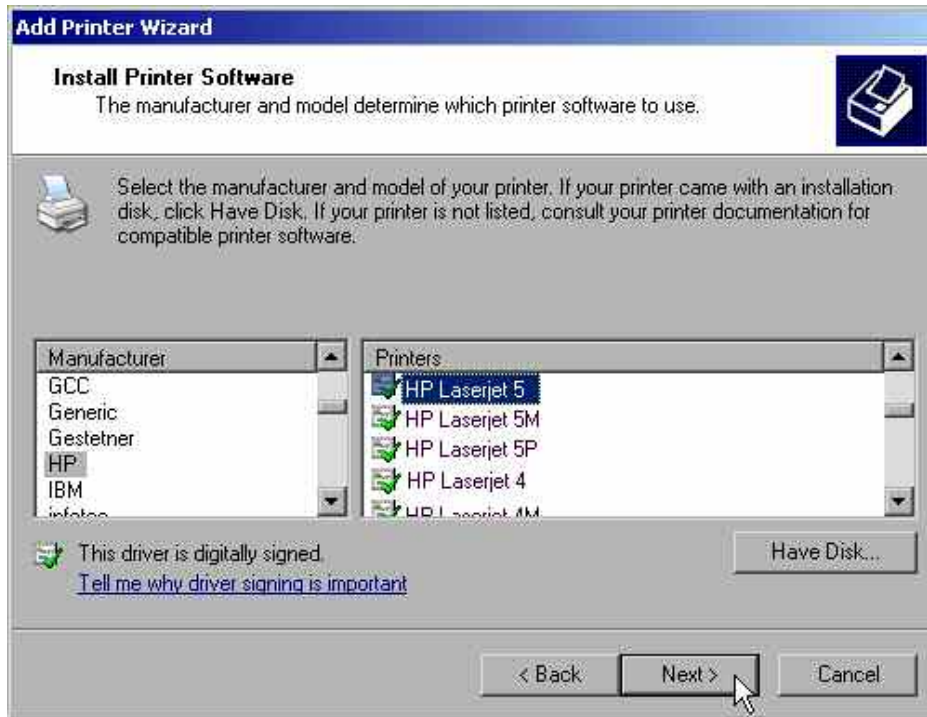 Add Printer Wizard
Install Printer Software
The manufacturer and model determine which printer software to use.
Select the manufacturer and model of your printer. If your printer came with an installation
disk, click Have Disk. If your printer is not listed, consult your printer documentation for
compatible printer software.
Manufacturer
GCC
Generic
Gestetner
HP
IBM
infotec
Printers
HP Laserjet 5
HP Laserjet 5M
HP Laserjet 5P
HP Laserjet 4
HP Laserjet 4M
This driver is digitally signed.
Tell me why driver signing is important
Have Disk...
< Back
Next >
Cancel